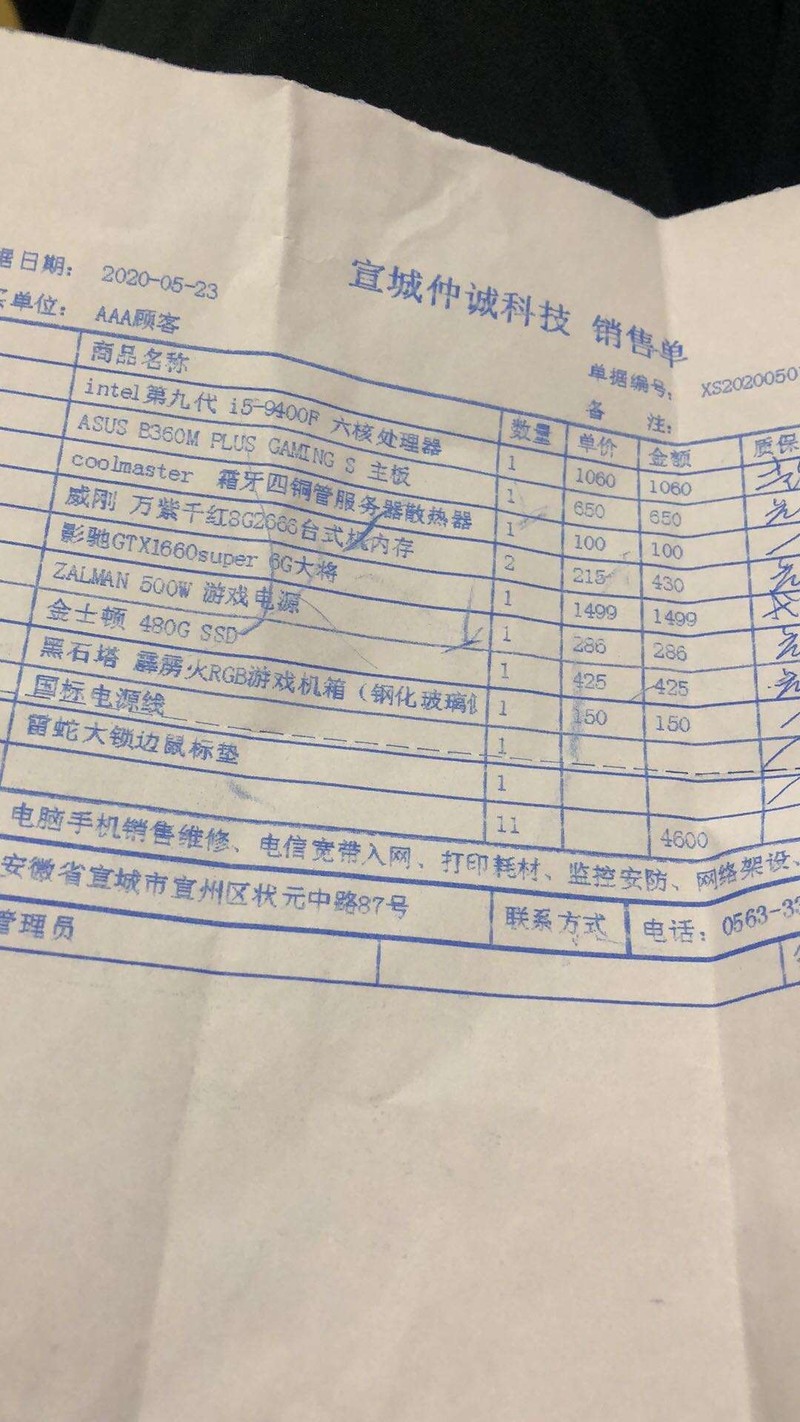 宣城仲诚科技 销售单
据日期： 2020-05-23
单据编号： XS2020050
买单位： AAA顾客
备 注：
商品名称 数量 单价 金额 质保
intel第九代 i5-9400F 六核处理器 1 1060 1060
ASUS B360M PLUS GAMING S 主板 1 650 650
coolmaster 霜牙四铜管服务器散热器 1 100 100
威刚 万紫千红8G2666台式机内存 2 215 430
影驰GTX1660super 6G大将 1 1499 1499
ZALMAN 500W 游戏电源 1 286 286
金士顿 480G SSD 1 425 425
黑石塔 霹雳火RGB游戏机箱（钢化玻璃侧 1 150 150
国标电源线 1
雷蛇大锁边鼠标垫 1
11 4600
电脑手机销售维修、电信宽带入网、打印耗材、监控安防、网络架设、
安徽省宣城市宣州区状元中路87号 联系方式 电话：0563-33
管理员